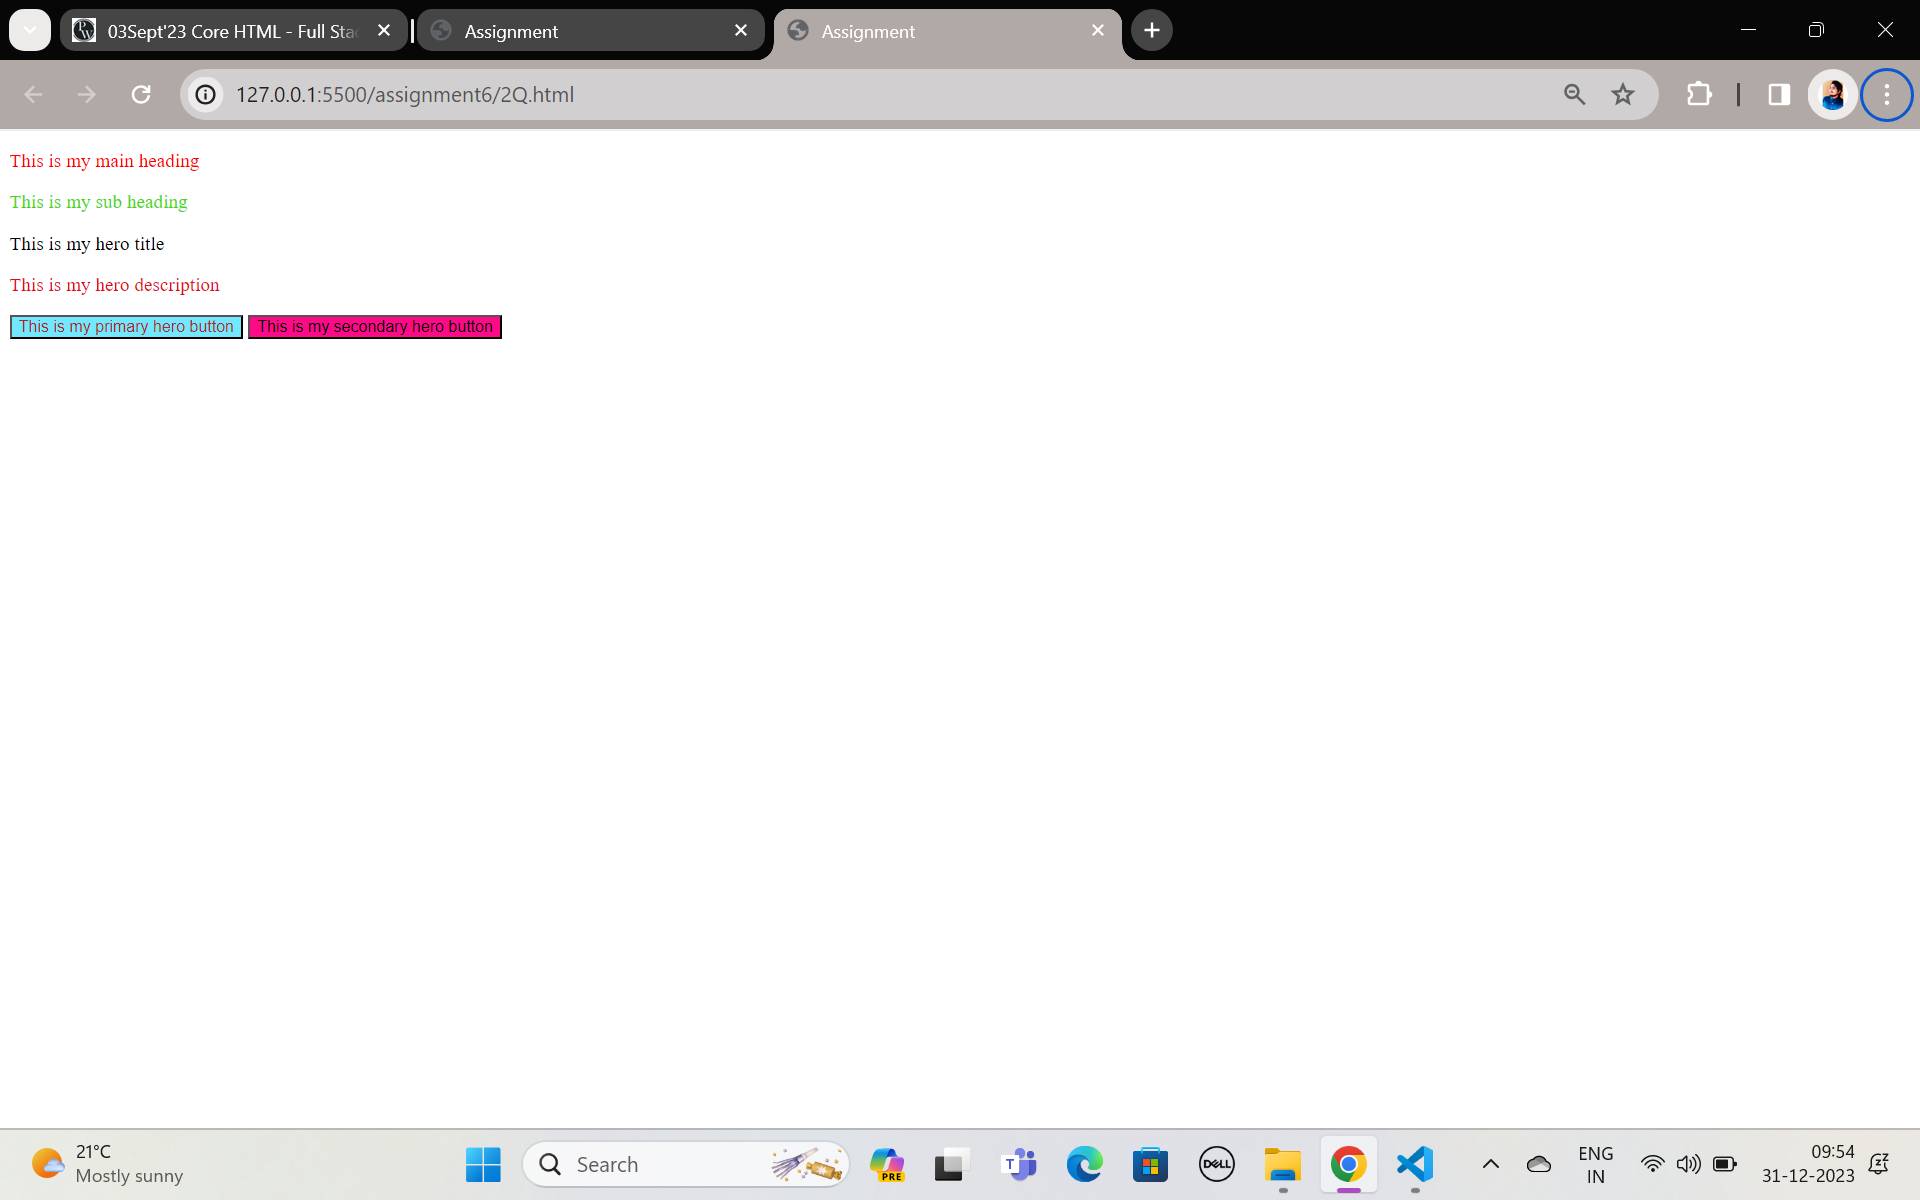 03Sept'23 Core HTML - Full Sta
Assignment
Assignment
127.0.0.1:5500/assignment6/2Q.html
This is my main heading
This is my sub heading
This is my hero title
This is my hero description
This is my primary hero button This is my secondary hero button
21°C
Mostly sunny
Search
PRE
T
DELL
ENG
IN
09:54
31-12-2023